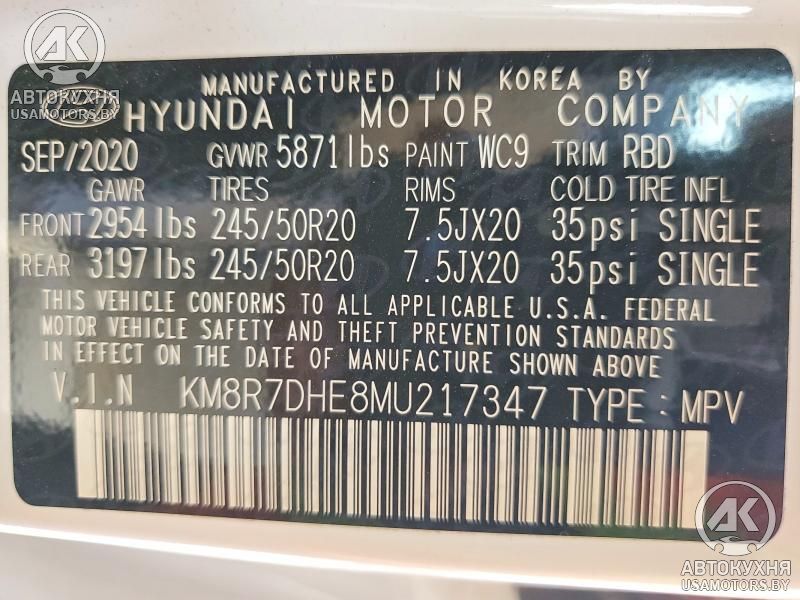 AK
АВТОКУХНЯ
USAMOTORS.BY
MANUFACTURED IN KOREA BY
HYUNDAI MOTOR COMPANY
SEP/2020 GVWR 5871lbs PAINT WC9 TRIM RBD
GAWR TIRES RIMS COLD TIRE INFL
FRONT 2954lbs 245/50R20 7.5JX20 35psi SINGLE
REAR 3197lbs 245/50R20 7.5JX20 35psi SINGLE
THIS VEHICLE CONFORMS TO ALL APPLICABLE U.S.A. FEDERAL
MOTOR VEHICLE SAFETY AND THEFT PREVENTION STANDARDS
IN EFFECT ON THE DATE OF MANUFACTURE SHOWN ABOVE
V.I.N KM8R7DHE8MU217347 TYPE:MPV
AK
АВТОКУХНЯ
USAMOTORS.BY